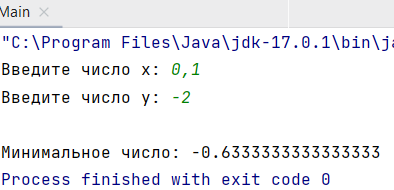 Main ×
"C:\Program Files\Java\jdk-17.0.1\bin\ja
Введите число x: 0,1
Введите число y: -2
Минимальное число: -0.6333333333333333
Process finished with exit code 0